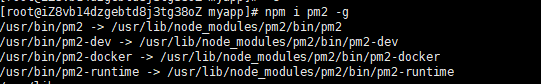 [root@iZ8vb14dzgebtd8j3tg38oZ myapp]# npm i pm2 -g
/usr/bin/pm2 -> /usr/lib/node_modules/pm2/bin/pm2
/usr/bin/pm2-dev -> /usr/lib/node_modules/pm2/bin/pm2-dev
/usr/bin/pm2-docker -> /usr/lib/node_modules/pm2/bin/pm2-docker
/usr/bin/pm2-runtime -> /usr/lib/node_modules/pm2/bin/pm2-runtime